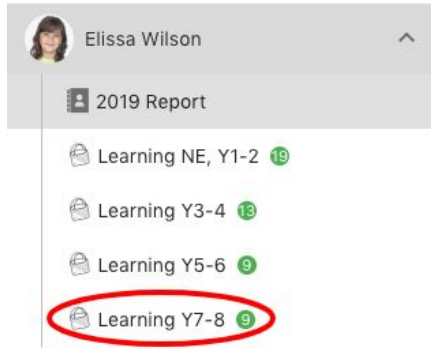 Elissa Wilson
2019 Report
Learning NE, Y1-2 19
Learning Y3-4 13
Learning Y5-6 9
Learning Y7-8 9